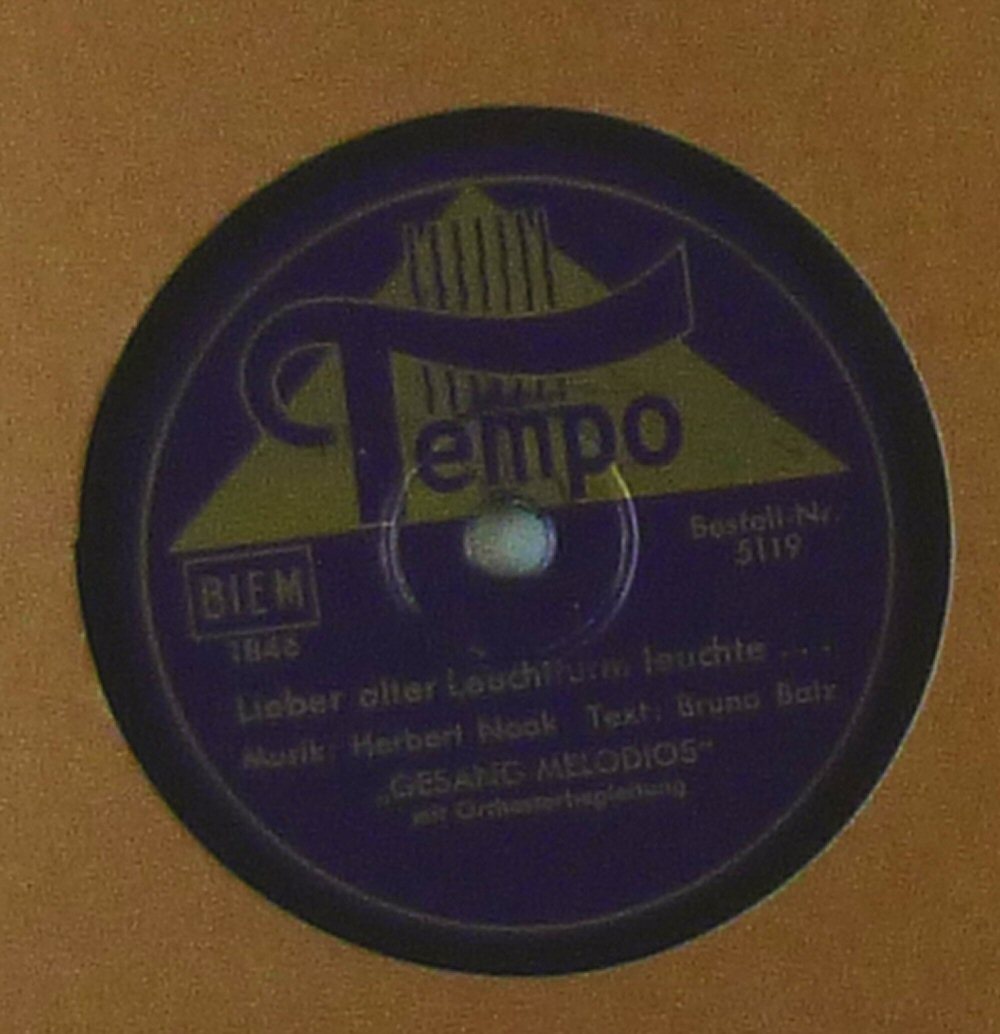 Tempo
Bestell-Nr.
5119
BIEM
1848
Lieber alter Leuchtturm leuchte . . .
Musik: Herbert Noak Text: Bruno Balz
„GESANG MELODIOS“
mit Orchesterbegleitung